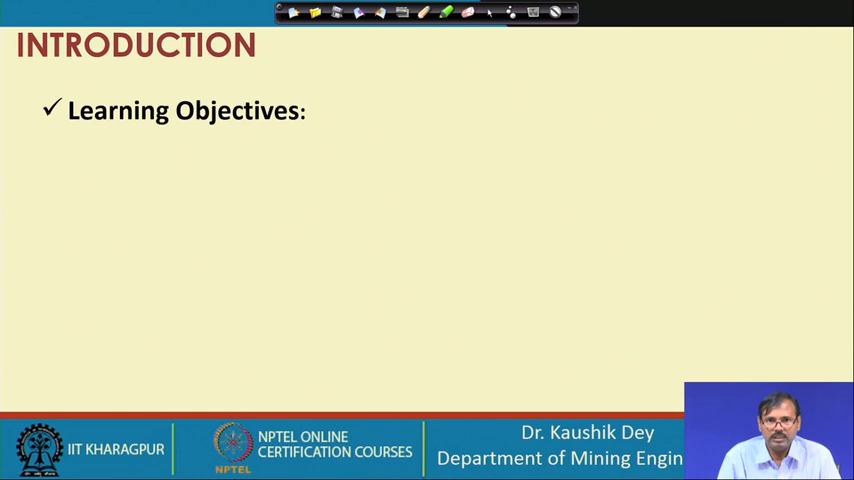 INTRODUCTION
✓ Learning Objectives:
IIT KHARAGPUR
NPTEL
NPTEL ONLINE
CERTIFICATION COURSES
Dr. Kaushik Dey
Department of Mining Engin